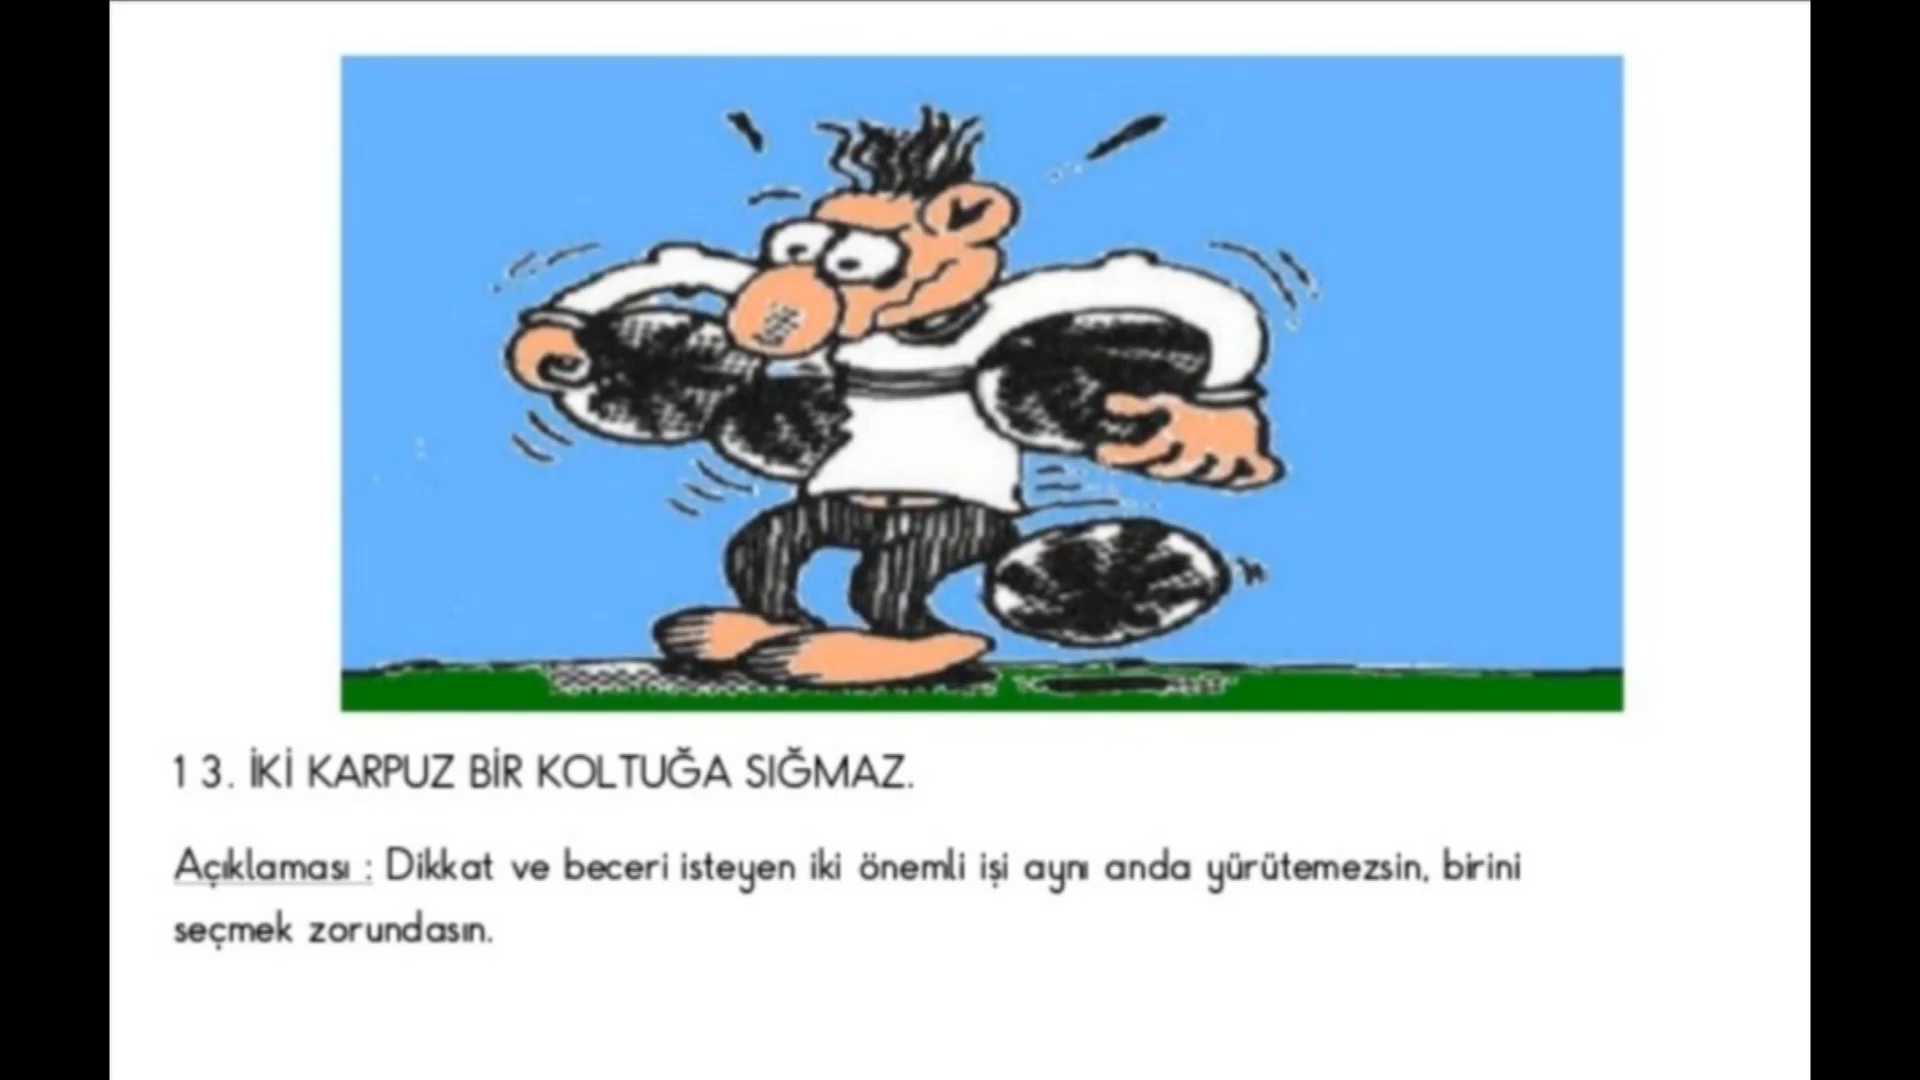 13. İKİ KARPUZ BİR KOLTUĞA SIĞMAZ.
Açıklaması : Dikkat ve beceri isteyen iki önemli işi aynı anda yürütemezsin, birini
seçmek zorundasın.